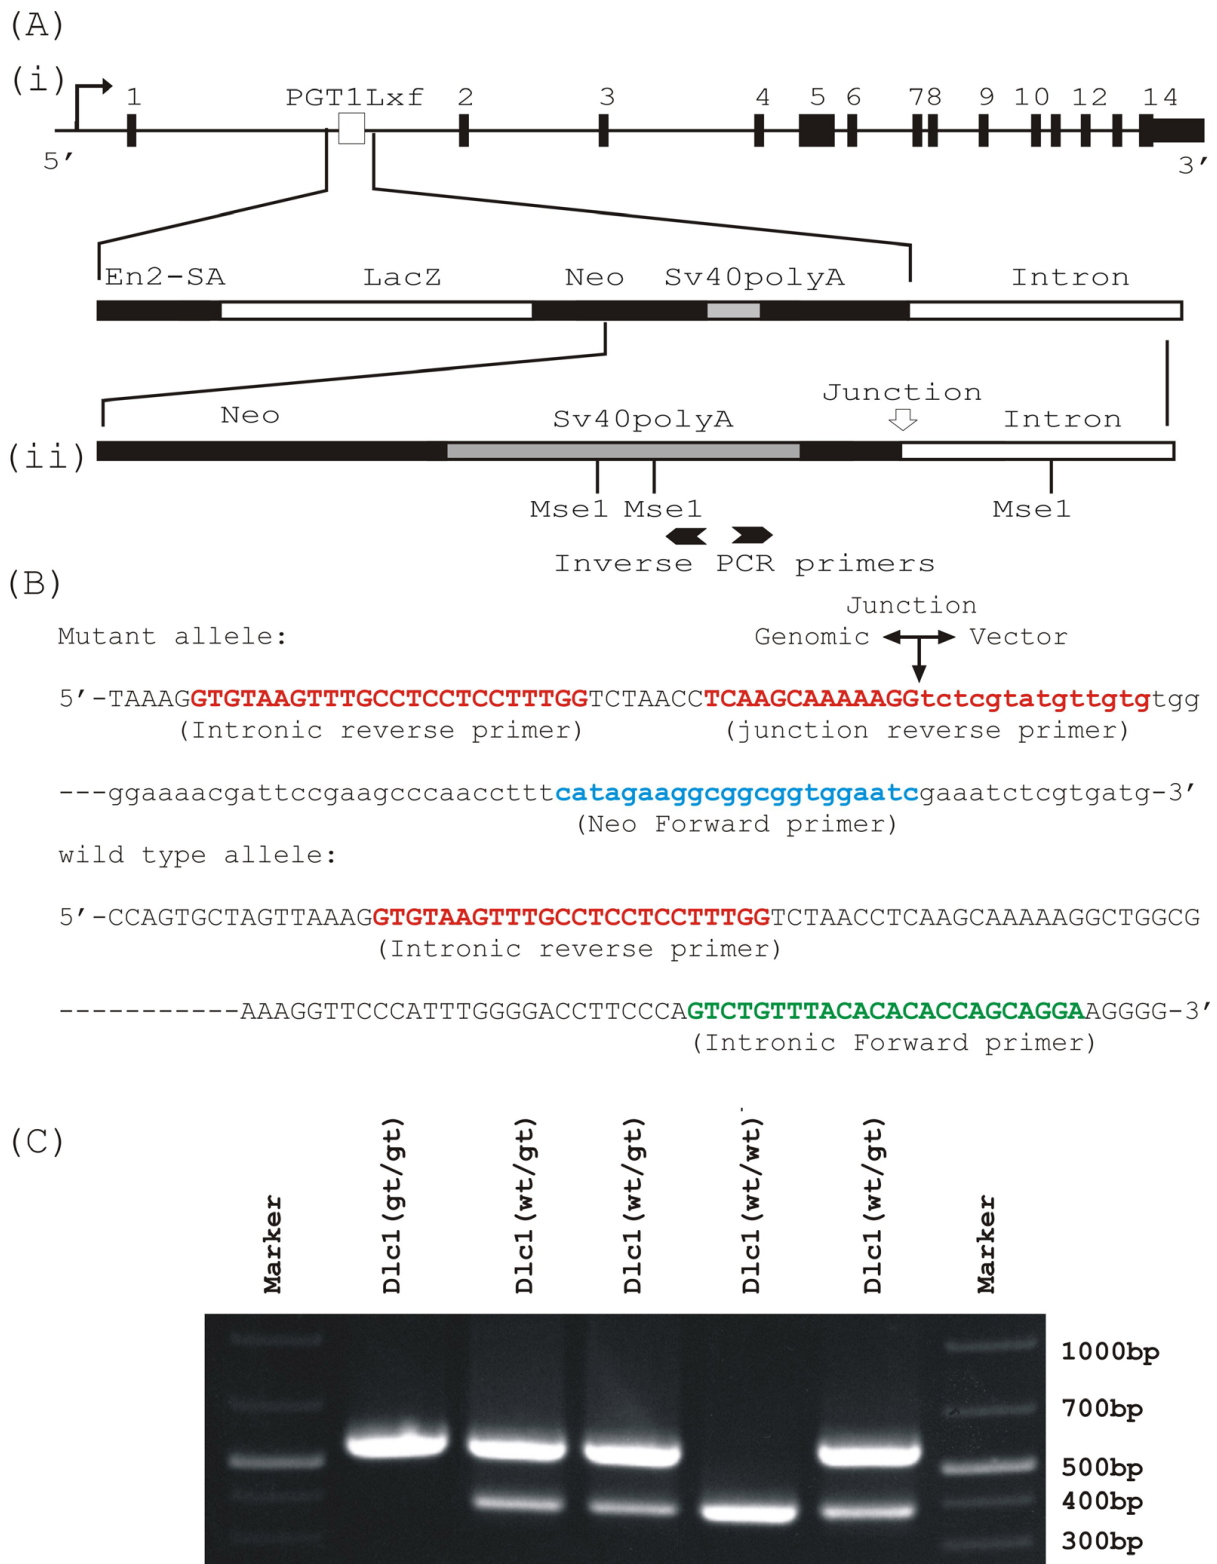 (A)
(i)
1 PGT1Lxf 2 3 4 5 6 78 9 10 12 14
5′ 3′
En2-SA LacZ Neo Sv40polyA Intron
Junction
Neo Sv40polyA Intron
(ii)
Mse1 Mse1 Mse1
Inverse PCR primers
(B)
Junction
Mutant allele: Genomic Vector
5′-TAAAGGTGTAAGTTTGCCTCCTCCTTTGGTCTAACCTCAAGCAAAAAGGtctcgtatgttgtgtgg
(Intronic reverse primer) (junction reverse primer)
---ggaaaacgattccgaagcccaacctttcatagaaggcggcggtggaatcgaaatctcgtgatg-3′
(Neo Forward primer)
wild type allele:
5′-CCAGTGCTAGTTAAAGGTGTAAGTTTGCCTCCTCCTTTGGTCTAACCTCAAGCAAAAAGGCTGGCG
(Intronic reverse primer)
-----------AAAGGTTCCCATTTGGGGACCTTCCCAGTCTGTTTACACACACCAGCAGGAAGGGG-3′
(Intronic Forward primer)
(C)
Marker Dlc1(gt/gt) Dlc1(wt/gt) Dlc1(wt/gt) Dlc1(wt/wt) Dlc1(wt/gt) Marker
1000bp
700bp
500bp
400bp
300bp